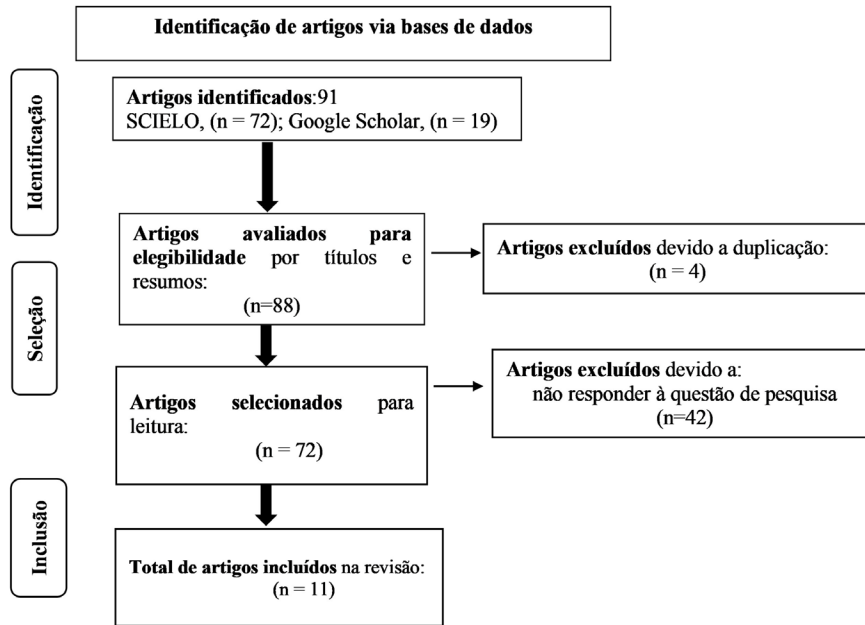 Identificação de artigos via bases de dados
Identificação
Artigos identificados:91
SCIELO, (n = 72); Google Scholar, (n = 19)
Artigos avaliados para
elegibilidade por títulos e
resumos:
(n=88)
Artigos excluídos devido a duplicação:
(n = 4)
Seleção
Artigos selecionados para
leitura:
(n = 72)
Artigos excluídos devido a:
não responder à questão de pesquisa
(n=42)
Inclusão
Total de artigos incluídos na revisão:
(n = 11)